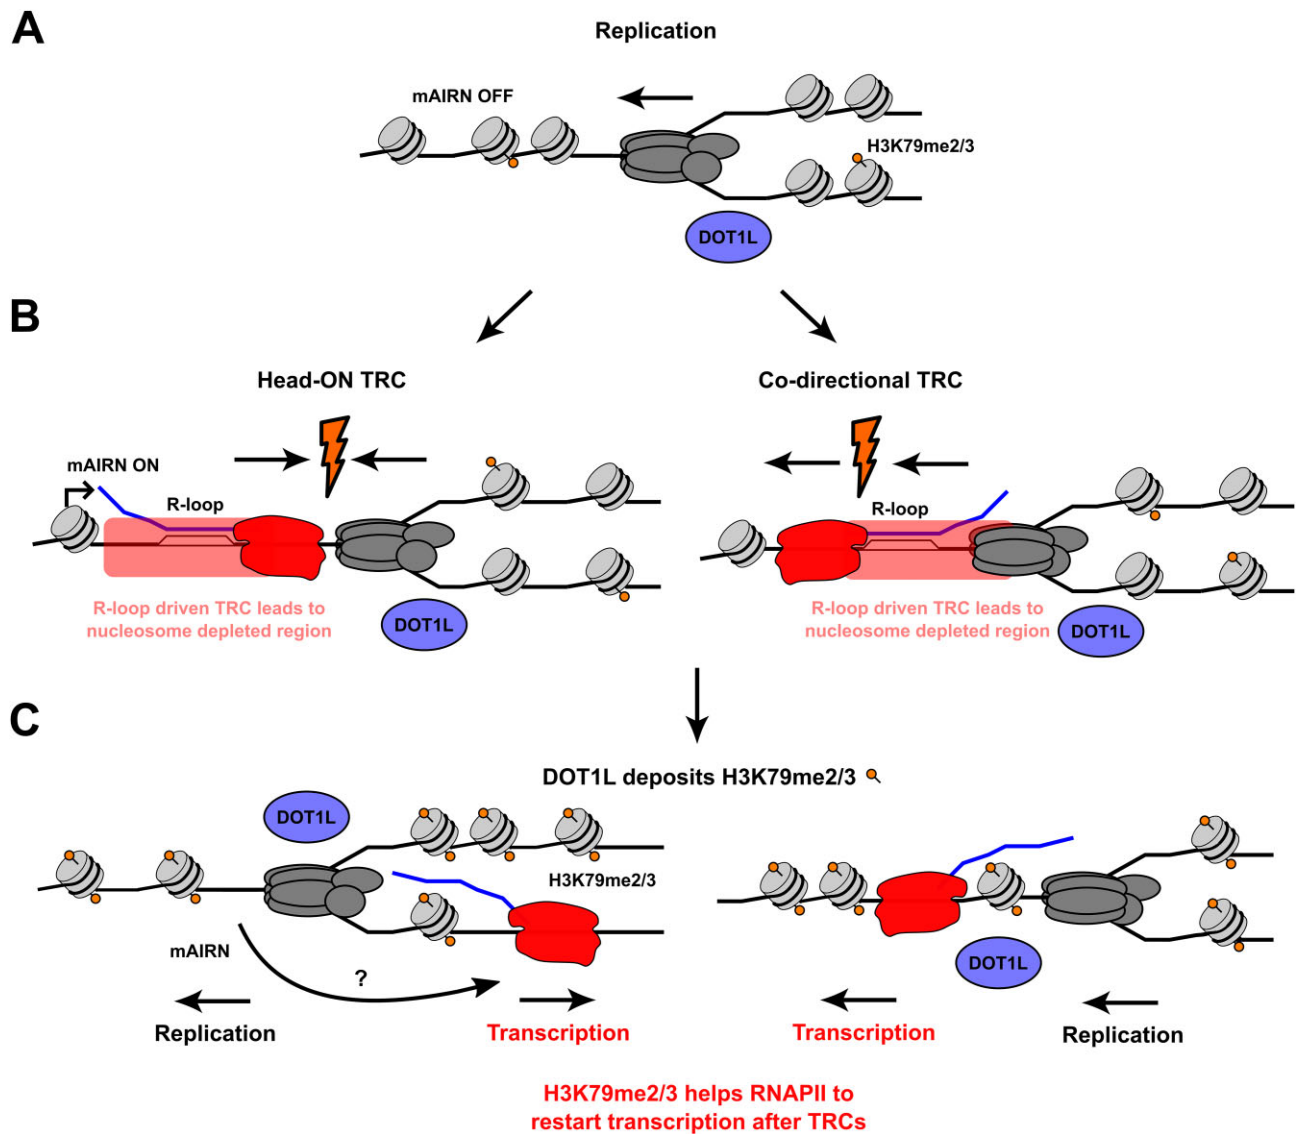 A
Replication
mAIRN OFF
H3K79me2/3
DOT1L
B
Head-ON TRC
Co-directional TRC
mAIRN ON
R-loop
R-loop
R-loop driven TRC leads to
nucleosome depleted region
DOT1L
R-loop driven TRC leads to
nucleosome depleted region
DOT1L
C
DOT1L deposits H3K79me2/3
DOT1L
H3K79me2/3
mAIRN
?
DOT1L
Replication
Transcription
Transcription
Replication
H3K79me2/3 helps RNAPII to
restart transcription after TRCs